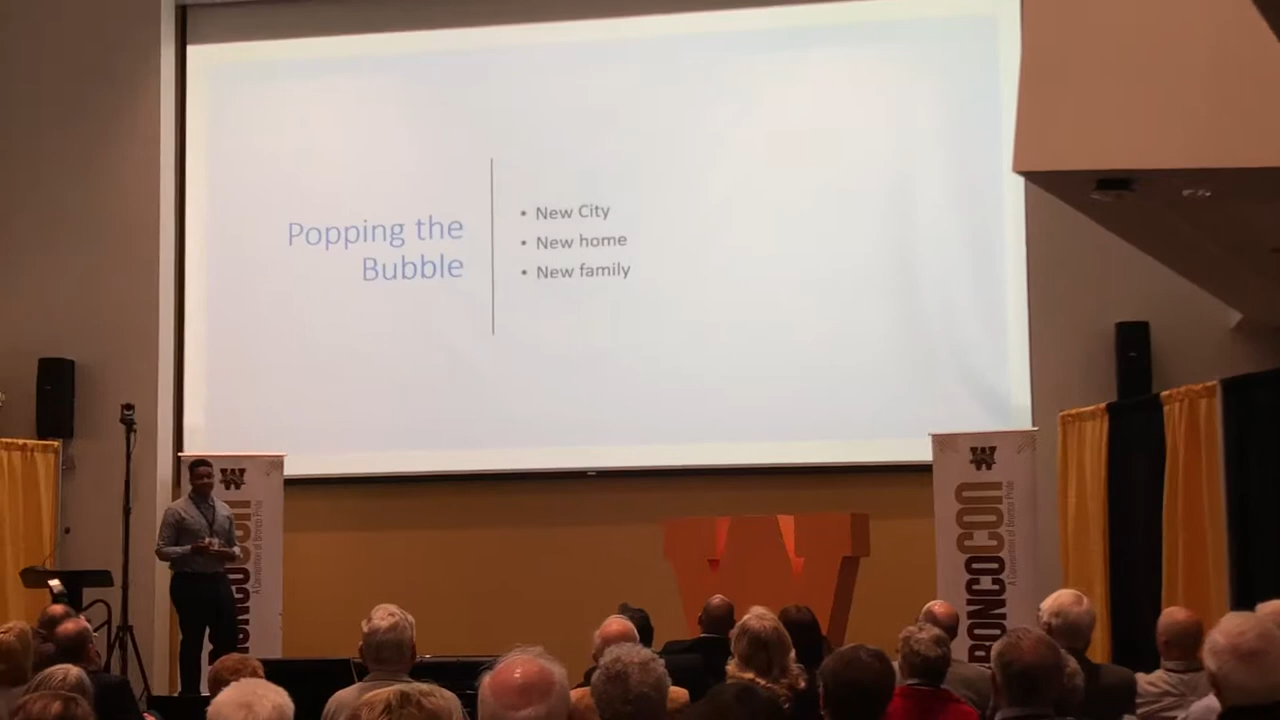 Popping the
Bubble
• New City
• New home
• New family
W
BRONCOCON
A Convention of Bronco Pride
W
W
BRONCOCON
A Convention of Bronco Pride